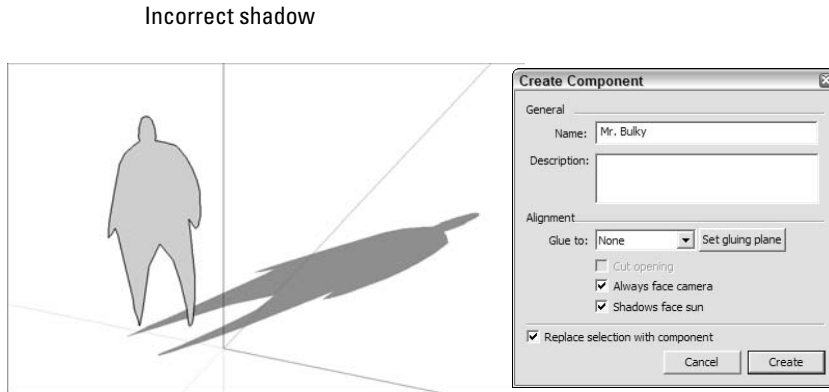 Incorrect shadow
Create Component
General
Name: Mr. Bulky
Description:
Alignment
Glue to: None Set gluing plane
Cut opening
Always face camera
Shadows face sun
Replace selection with component
Cancel Create